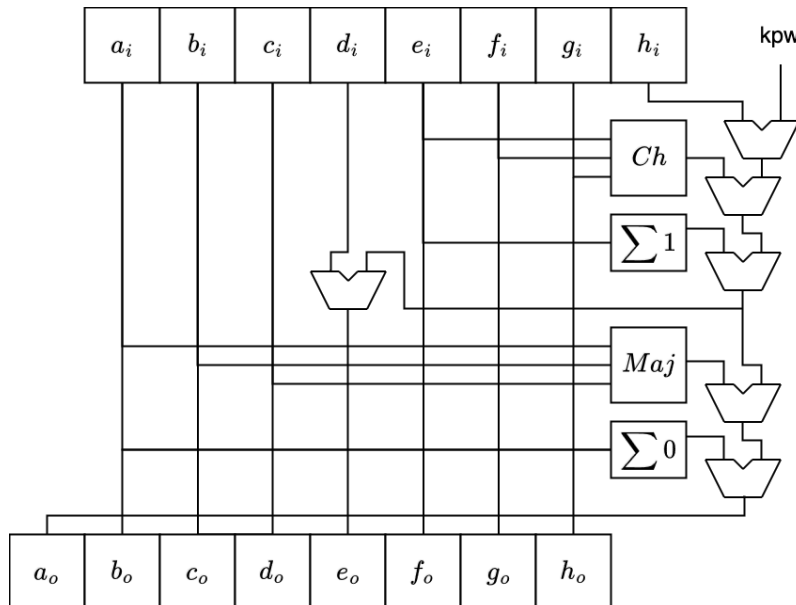 a_i b_i c_i d_i e_i f_i g_i h_i
kpw
Ch
∑ 1
Maj
∑ 0
a_o b_o c_o d_o e_o f_o g_o h_o